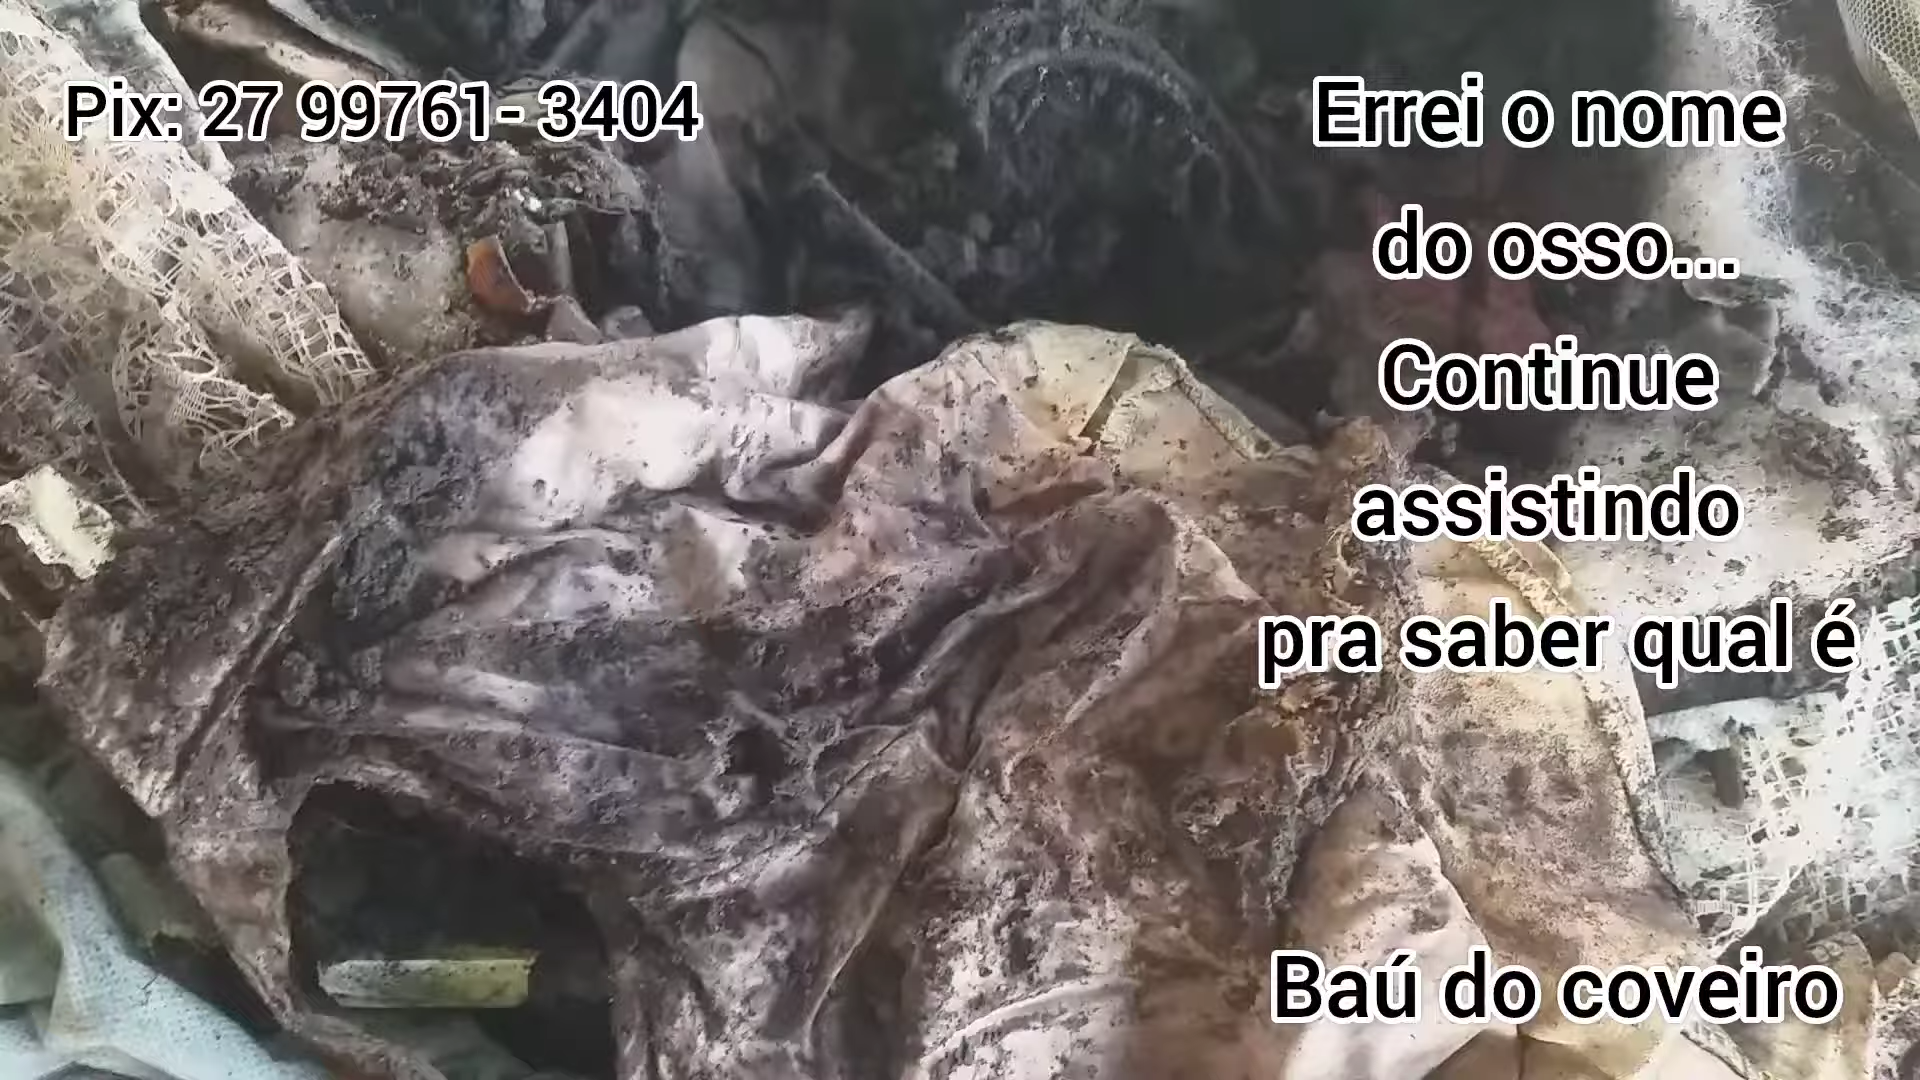 Pix: 27 99761- 3404
Errei o nome
do osso...
Continue
assistindo
pra saber qual é
Baú do coveiro